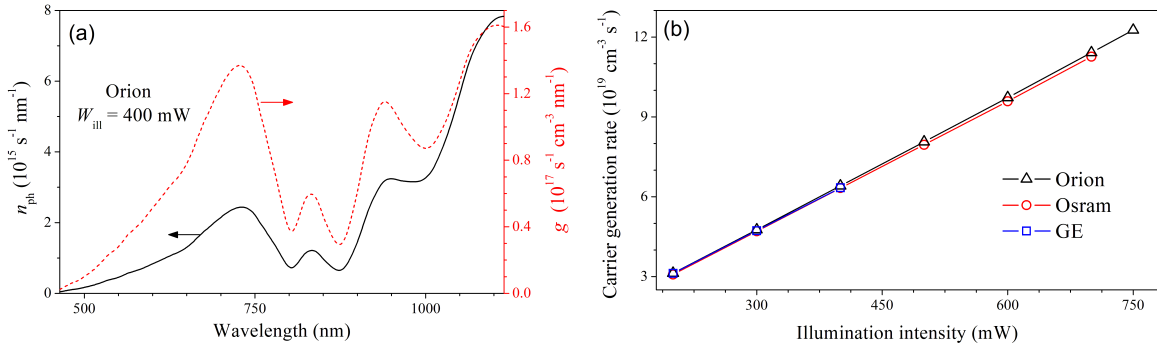 (a)
Orion
W_ill = 400 mW
n_ph (10^15 s^-1 nm^-1)
8
6
4
2
0
500
750
1000
Wavelength (nm)
1.6
1.2
0.9
0.6
0.4
0.0
g (10^17 s^-1 cm^-3 nm^-1)
(b)
Carrier generation rate (10^19 cm^-3 s^-1)
12
9
6
3
Orion
Osram
GE
300
450
600
750
Illumination intensity (mW)